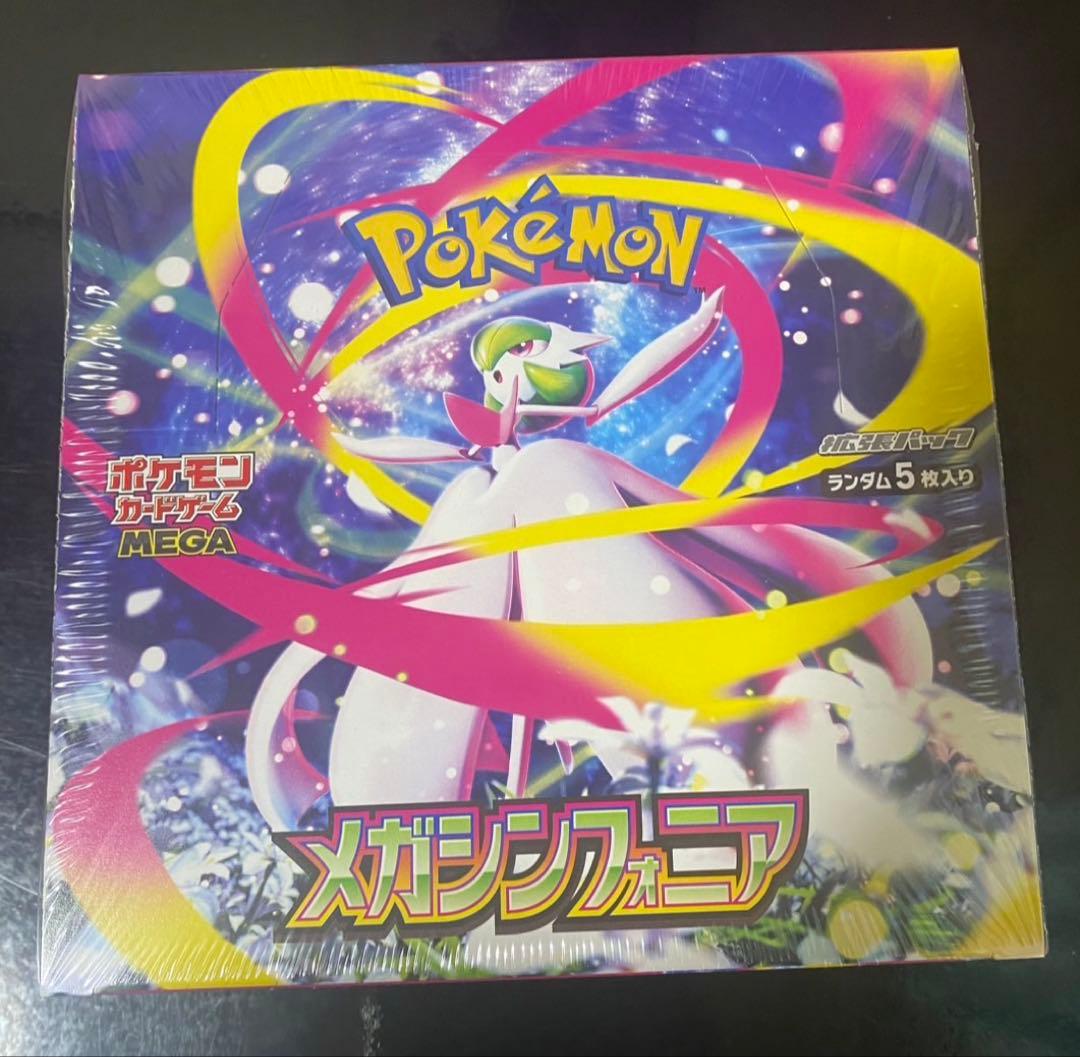 POKéMON
TM
拡張パック
ランダム5枚入り
ポケモン
カードゲーム
MEGA
メガシンフォニア